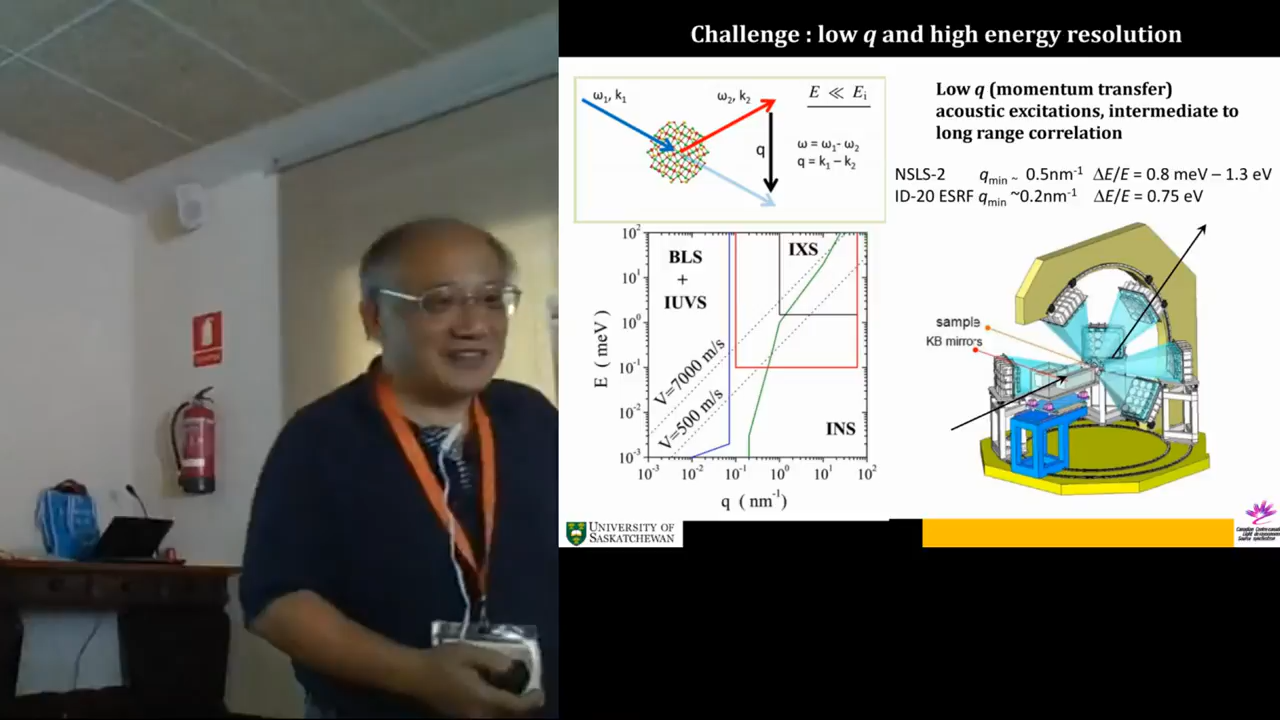 Challenge : low q and high energy resolution
ω₁, k₁
ω₂, k₂
E ≪ Eᵢ
q
ω = ω₁- ω₂
q = k₁ – k₂
Low q (momentum transfer)
acoustic excitations, intermediate to
long range correlation
NSLS-2 qmin ~ 0.5nm⁻¹ ΔE/E = 0.8 meV – 1.3 eV
ID-20 ESRF qmin ~0.2nm⁻¹ ΔE/E = 0.75 eV
E ( meV)
10²
10¹
10⁰
10⁻¹
10⁻²
10⁻³
BLS
+
IUVS
IXS
V=7000 m/s
V=500 m/s
INS
10⁻³ 10⁻² 10⁻¹ 10⁰ 10¹ 10²
q ( nm⁻¹)
sample
KB mirrors
UNIVERSITY OF
SASKATCHEWAN